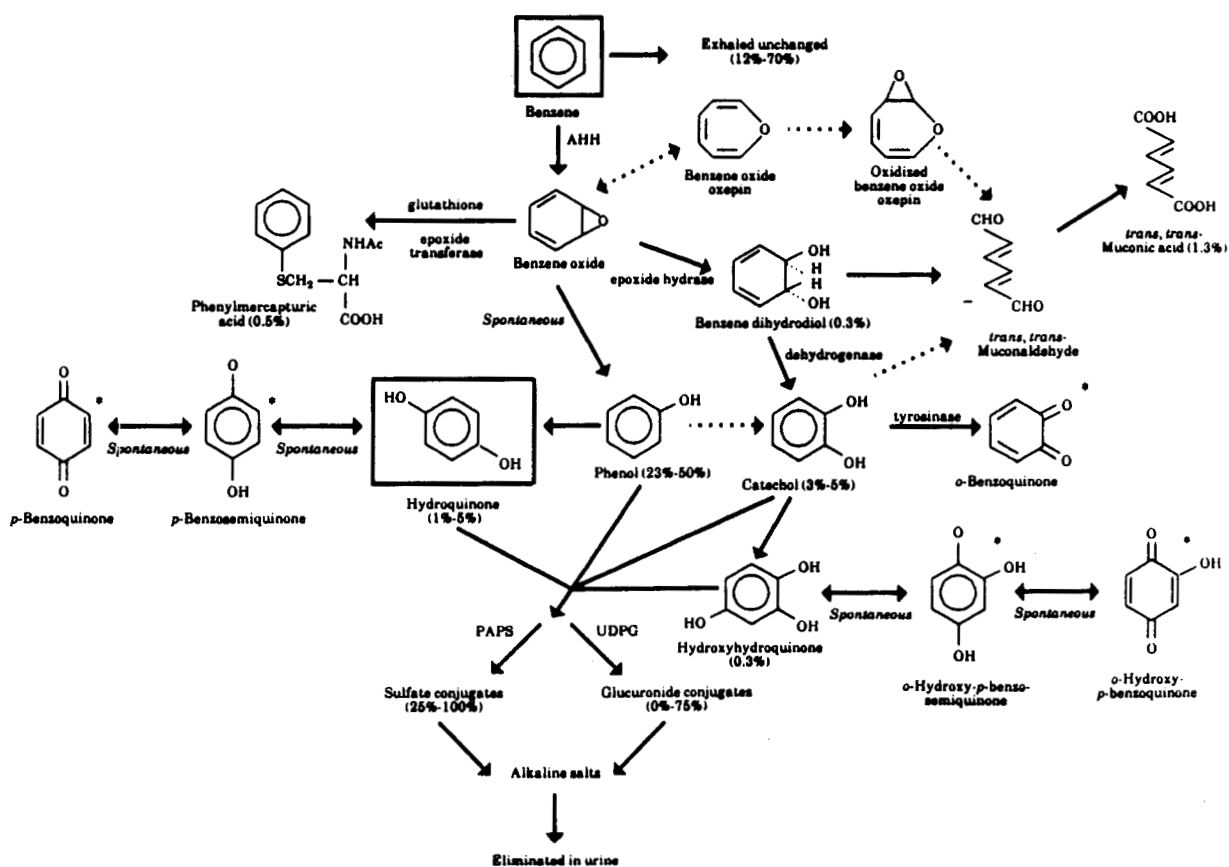 Exhaled unchanged
(12%-70%)
Benzene
AHH
O
O
O
COOH
COOH
trans, trans-
Muconic acid (1.3%)
Benzene oxide
oxepin
Oxidized
benzene oxide
oxepin
glutathione
epoxide
transferase
O
Benzene oxide
NHAc
SCH2 – C – H
COOH
Phenylmercapturic
acid (0.5%)
epoxide hydrase
OH
H
H
OH
Benzene dihydrodiol (0.3%)
CHO
CHO
trans, trans-
Muconaldehyde
Spontaneous
dehydrogenase
O
*
O
p-Benzoquinone
Spontaneous
O
*
OH
p-Benzosemiquinone
Spontaneous
HO
OH
Hydroquinone
(1%-5%)
OH
Phenol (23%-50%)
OH
OH
Catechol (3%-5%)
tyrosinase
*
O
O
o-Benzoquinone
OH
HO
OH
Hydroxyhydroquinone
(0.3%)
Spontaneous
O
*
OH
OH
o-Hydroxy-p-benzo-
semiquinone
Spontaneous
O
*
OH
O
o-Hydroxy-
p-benzoquinone
PAPS
UDPG
Sulfate conjugates
(25%-100%)
Glucuronide conjugates
(0%-75%)
Alkaline salts
Eliminated in urine